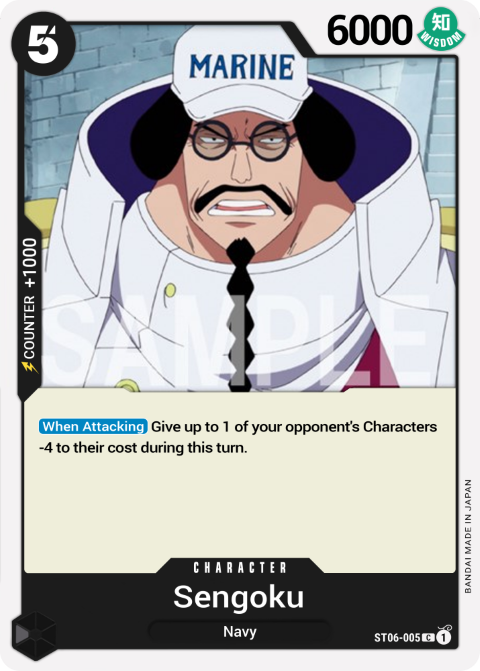 5
6000
知
WISDOM
MARINE
COUNTER +1000
SAMPLE
When Attacking Give up to 1 of your opponent's Characters
-4 to their cost during this turn.
BANDAI MADE IN JAPAN
CHARACTER
Sengoku
Navy
ST06-005 C 1